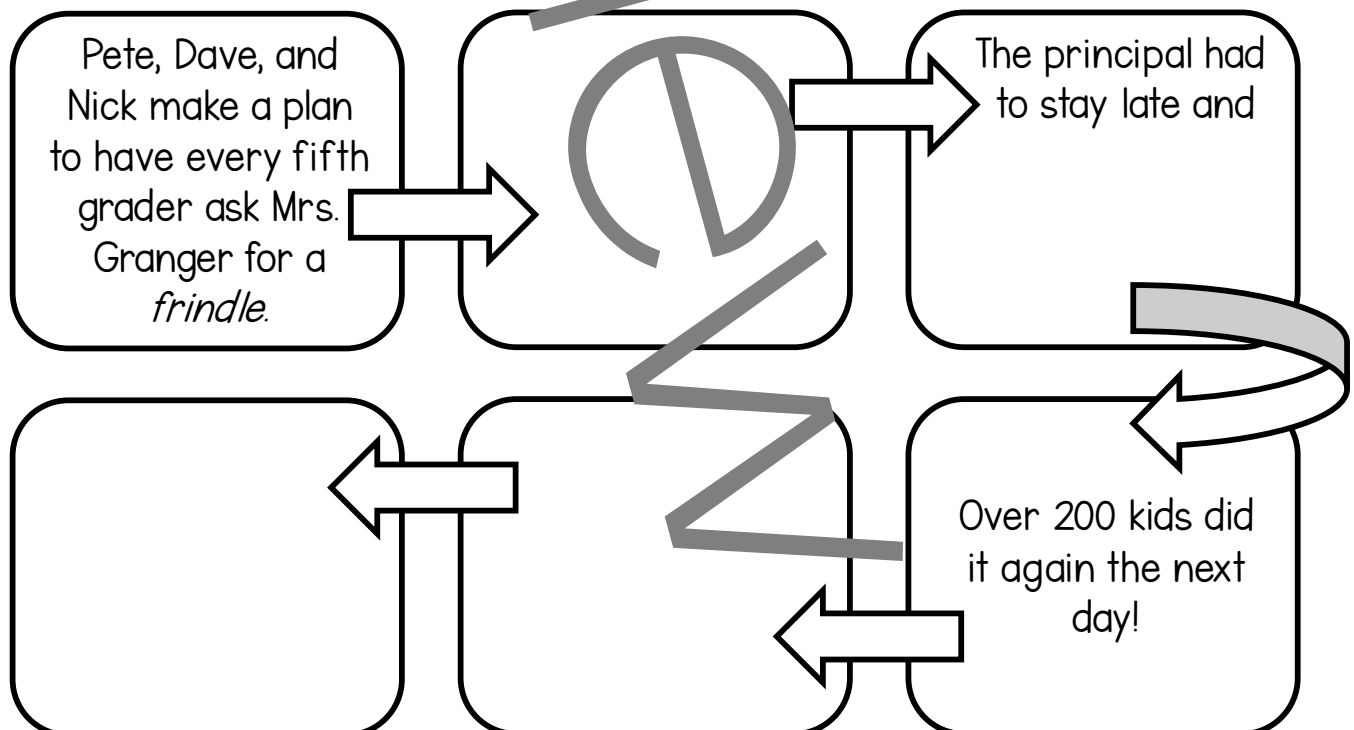 Pete, Dave, and
Nick make a plan
to have every fifth
grader ask Mrs.
Granger for a
frindle.
The principal had
to stay late and
Over 200 kids did
it again the next
day!